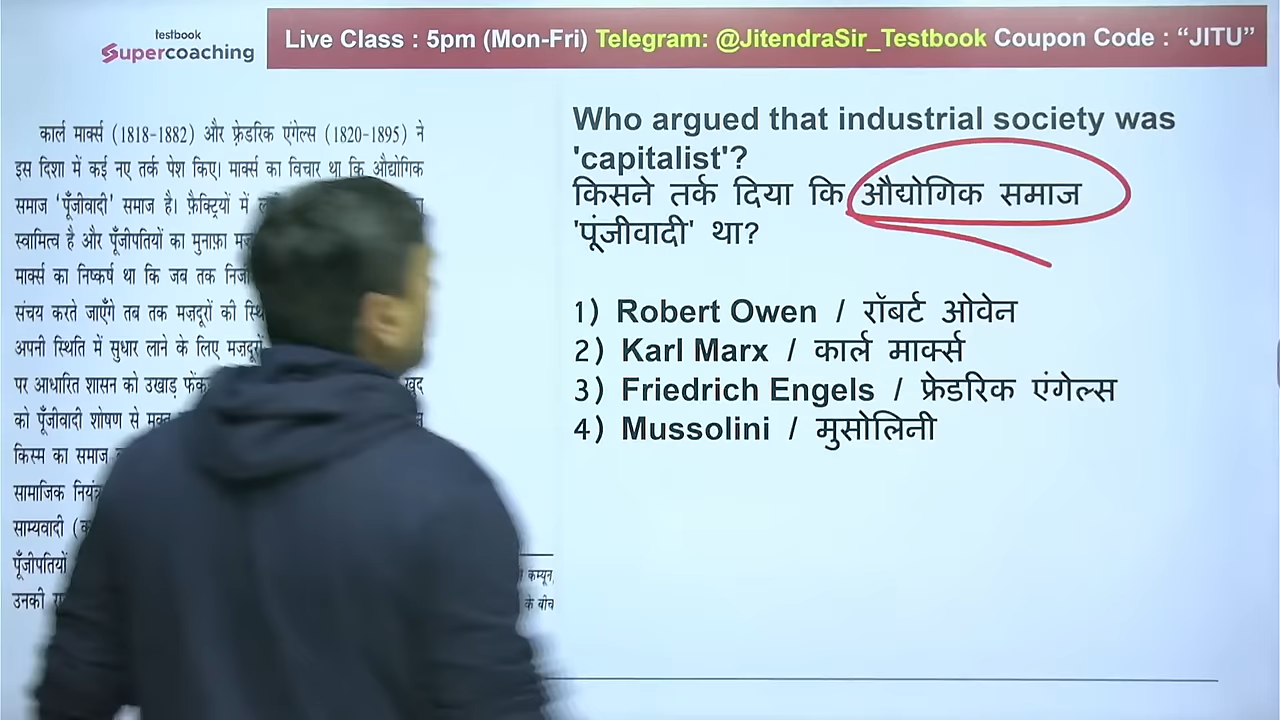 testbook
Supercoaching
Live Class : 5pm (Mon-Fri) Telegram: @JitendraSir_Testbook Coupon Code : “JITU”
कार्ल मार्क्स (1818-1882) और फ़्रेडरिक एंगेल्स (1820-1895) ने
इस दिशा में कई नए तर्क पेश किए। मार्क्स का विचार था कि औद्योगिक
समाज 'पूँजीवादी' समाज है। फ़ैक्ट्रियों में
स्वामित्व है और पूँजीपतियों का मुनाफ़ा
मार्क्स का निष्कर्ष था कि जब तक
संचय करते जाएँगे तब तक मज़दूरों की
अपनी स्थिति में सुधार लाने के लिए मज़दूरों
पर आधारित शासन को उखाड़ फेंक
को पूँजीवादी शोषण से
किस्म का समाज
सामाजिक
साम्यवादी
पूँजीपतियों
उनकी
कम्यून,
के बीच
Who argued that industrial society was
'capitalist'?
किसने तर्क दिया कि औद्योगिक समाज
'पूंजीवादी' था?
1) Robert Owen / रॉबर्ट ओवेन
2) Karl Marx / कार्ल मार्क्स
3) Friedrich Engels / फ्रेडरिक एंगेल्स
4) Mussolini / मुसोलिनी